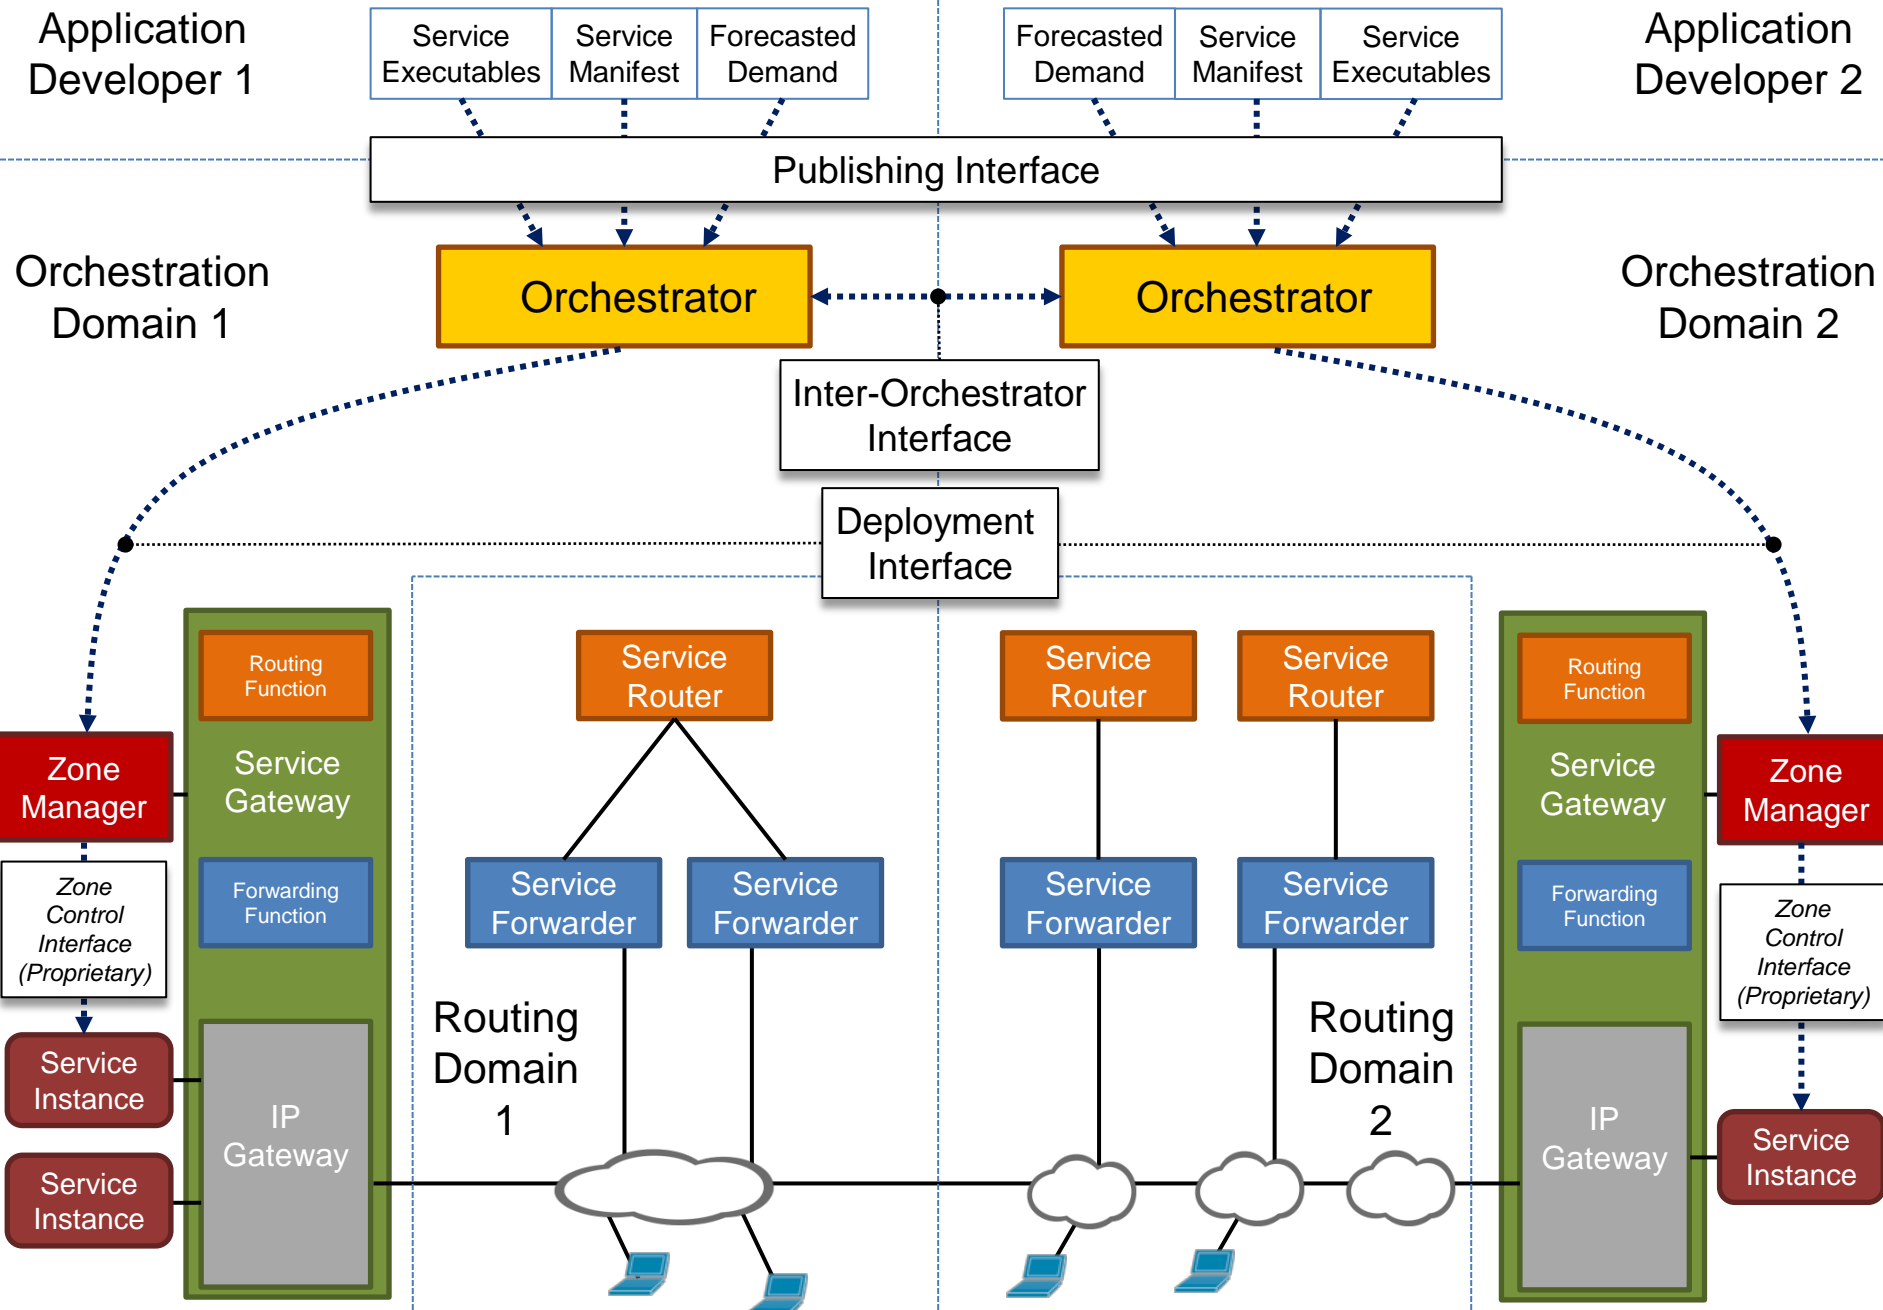 Application
Developer 1
Service
Executables
Service
Manifest
Forecasted
Demand
Forecasted
Demand
Service
Manifest
Service
Executables
Application
Developer 2
Publishing Interface
Orchestration
Domain 1
Orchestrator
Orchestrator
Orchestration
Domain 2
Inter-Orchestrator
Interface
Deployment
Interface
Routing
Function
Service
Router
Service
Router
Service
Router
Routing
Function
Zone
Manager
Service
Gateway
Service
Gateway
Zone
Manager
Zone
Control
Interface
(Proprietary)
Forwarding
Function
Service
Forwarder
Service
Forwarder
Service
Forwarder
Service
Forwarder
Forwarding
Function
Zone
Control
Interface
(Proprietary)
Routing
Domain
1
Routing
Domain
2
Service
Instance
IP
Gateway
IP
Gateway
Service
Instance
Service
Instance